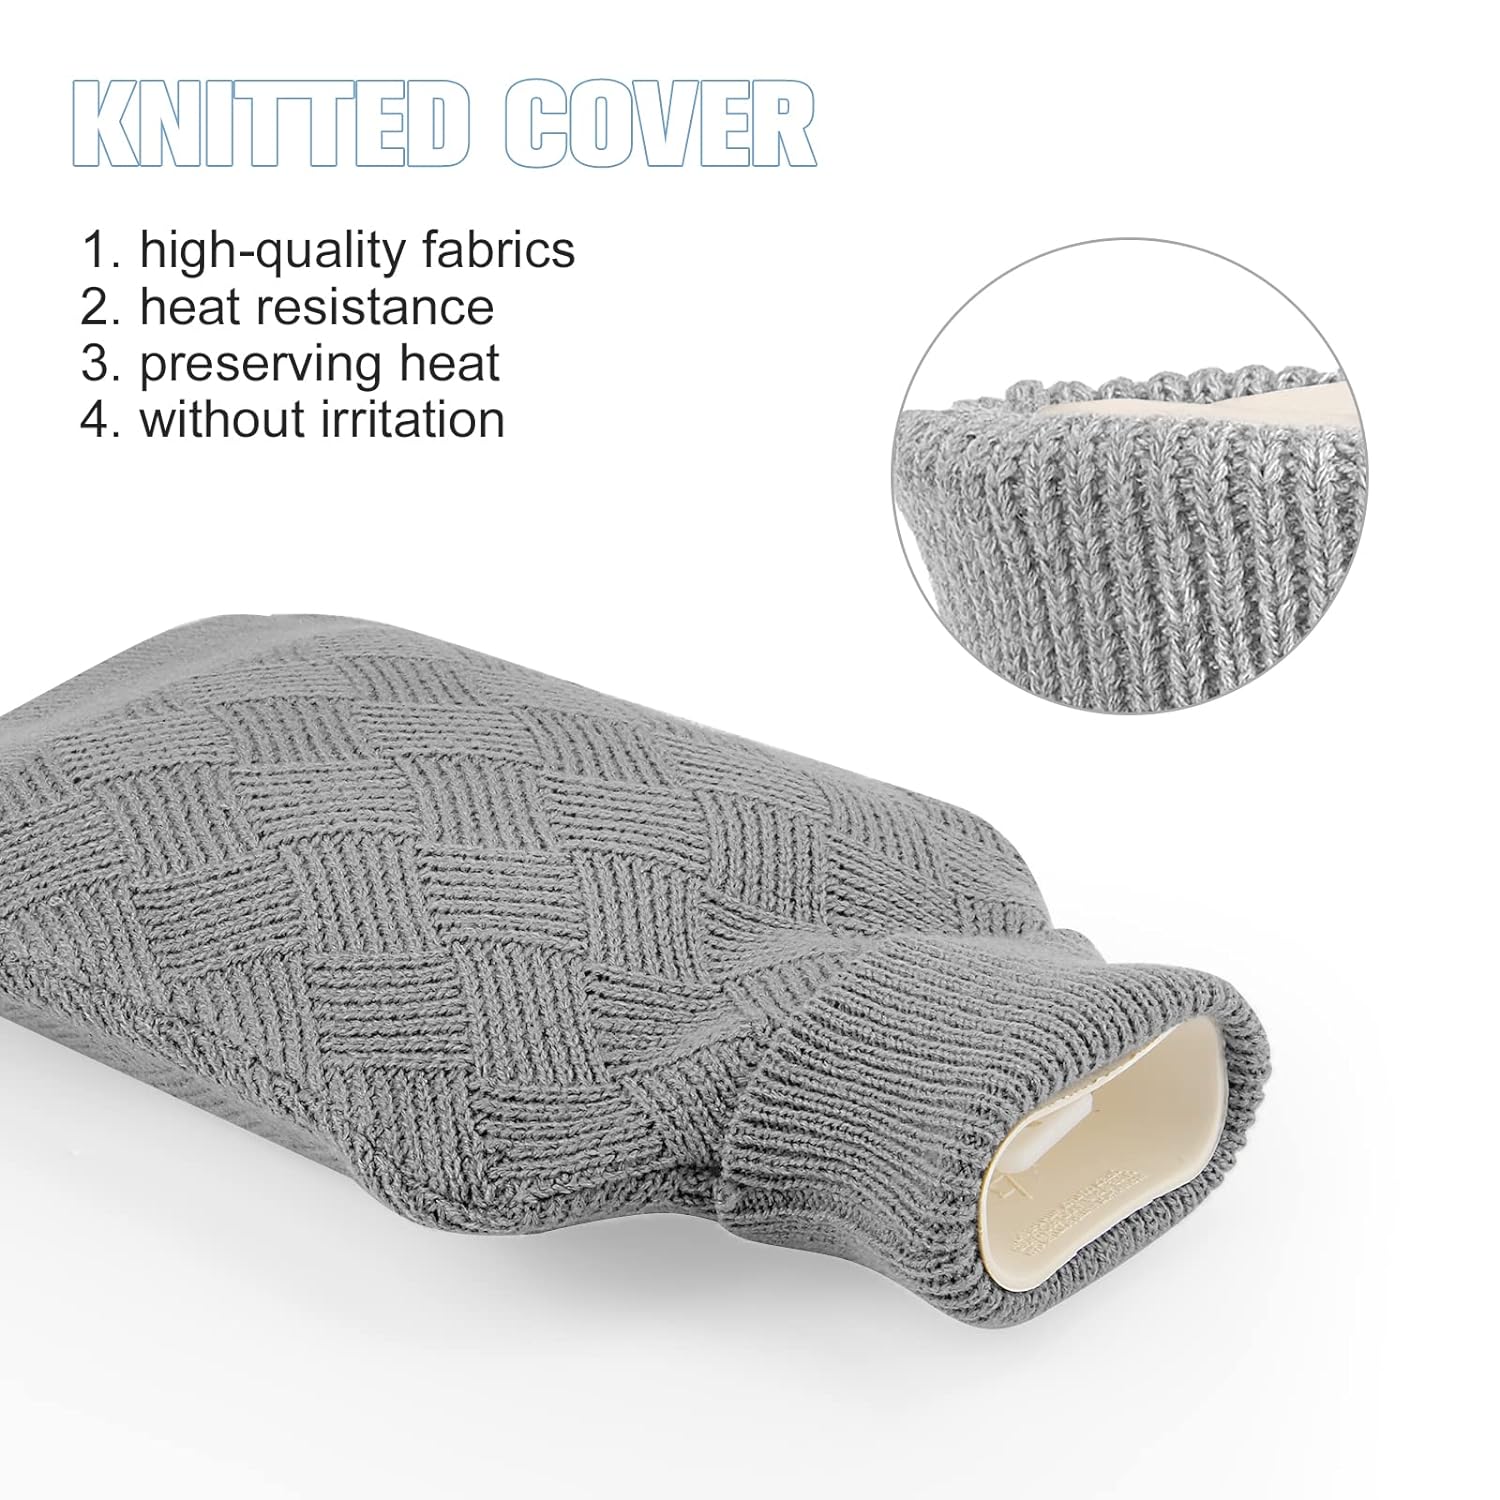 KNITTED COVER
1. high-quality fabrics
2. heat resistance
3. preserving heat
4. without irritation